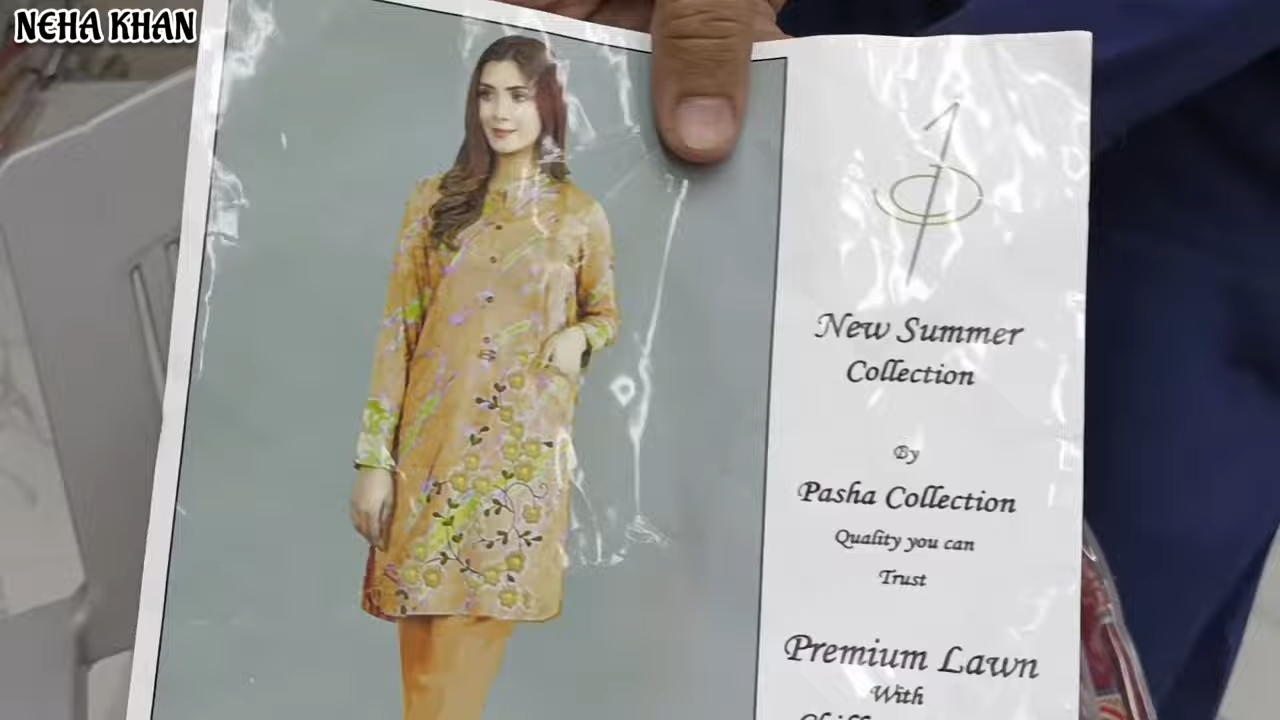 NEHA KHAN
New Summer
Collection
By
Pasha Collection
Quality you can
Trust
Premium Lawn
With